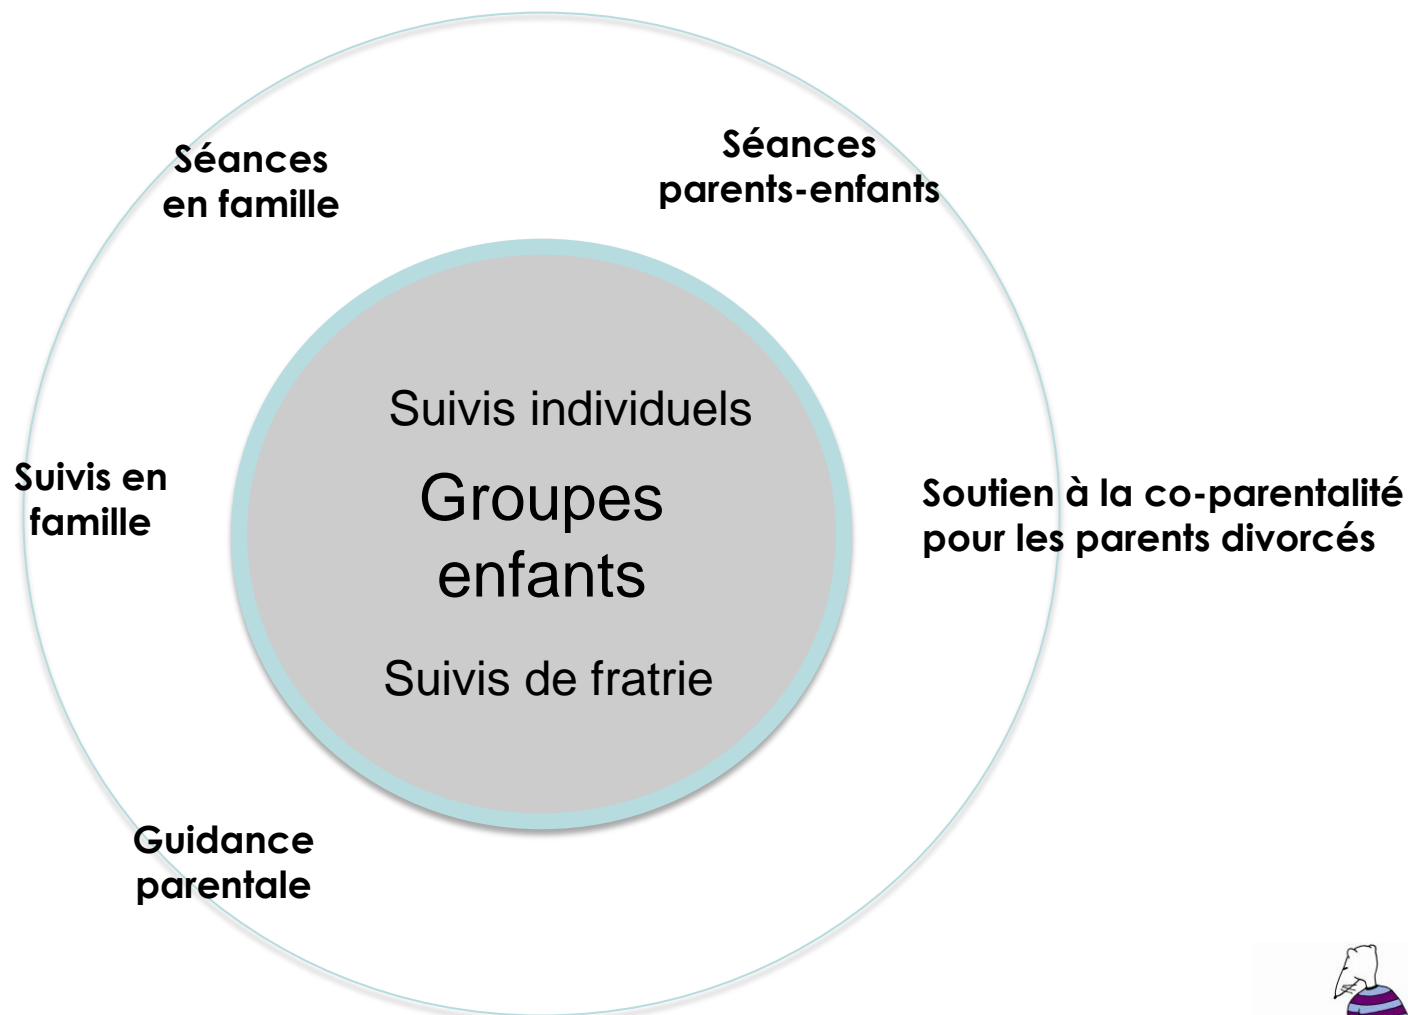 Séances
en famille
Séances
parents-enfants
Suivis individuels
Groupes
enfants
Suivis de fratrie
Suivis en
famille
Soutien à la co-parentalité
pour les parents divorcés
Guidance
parentale